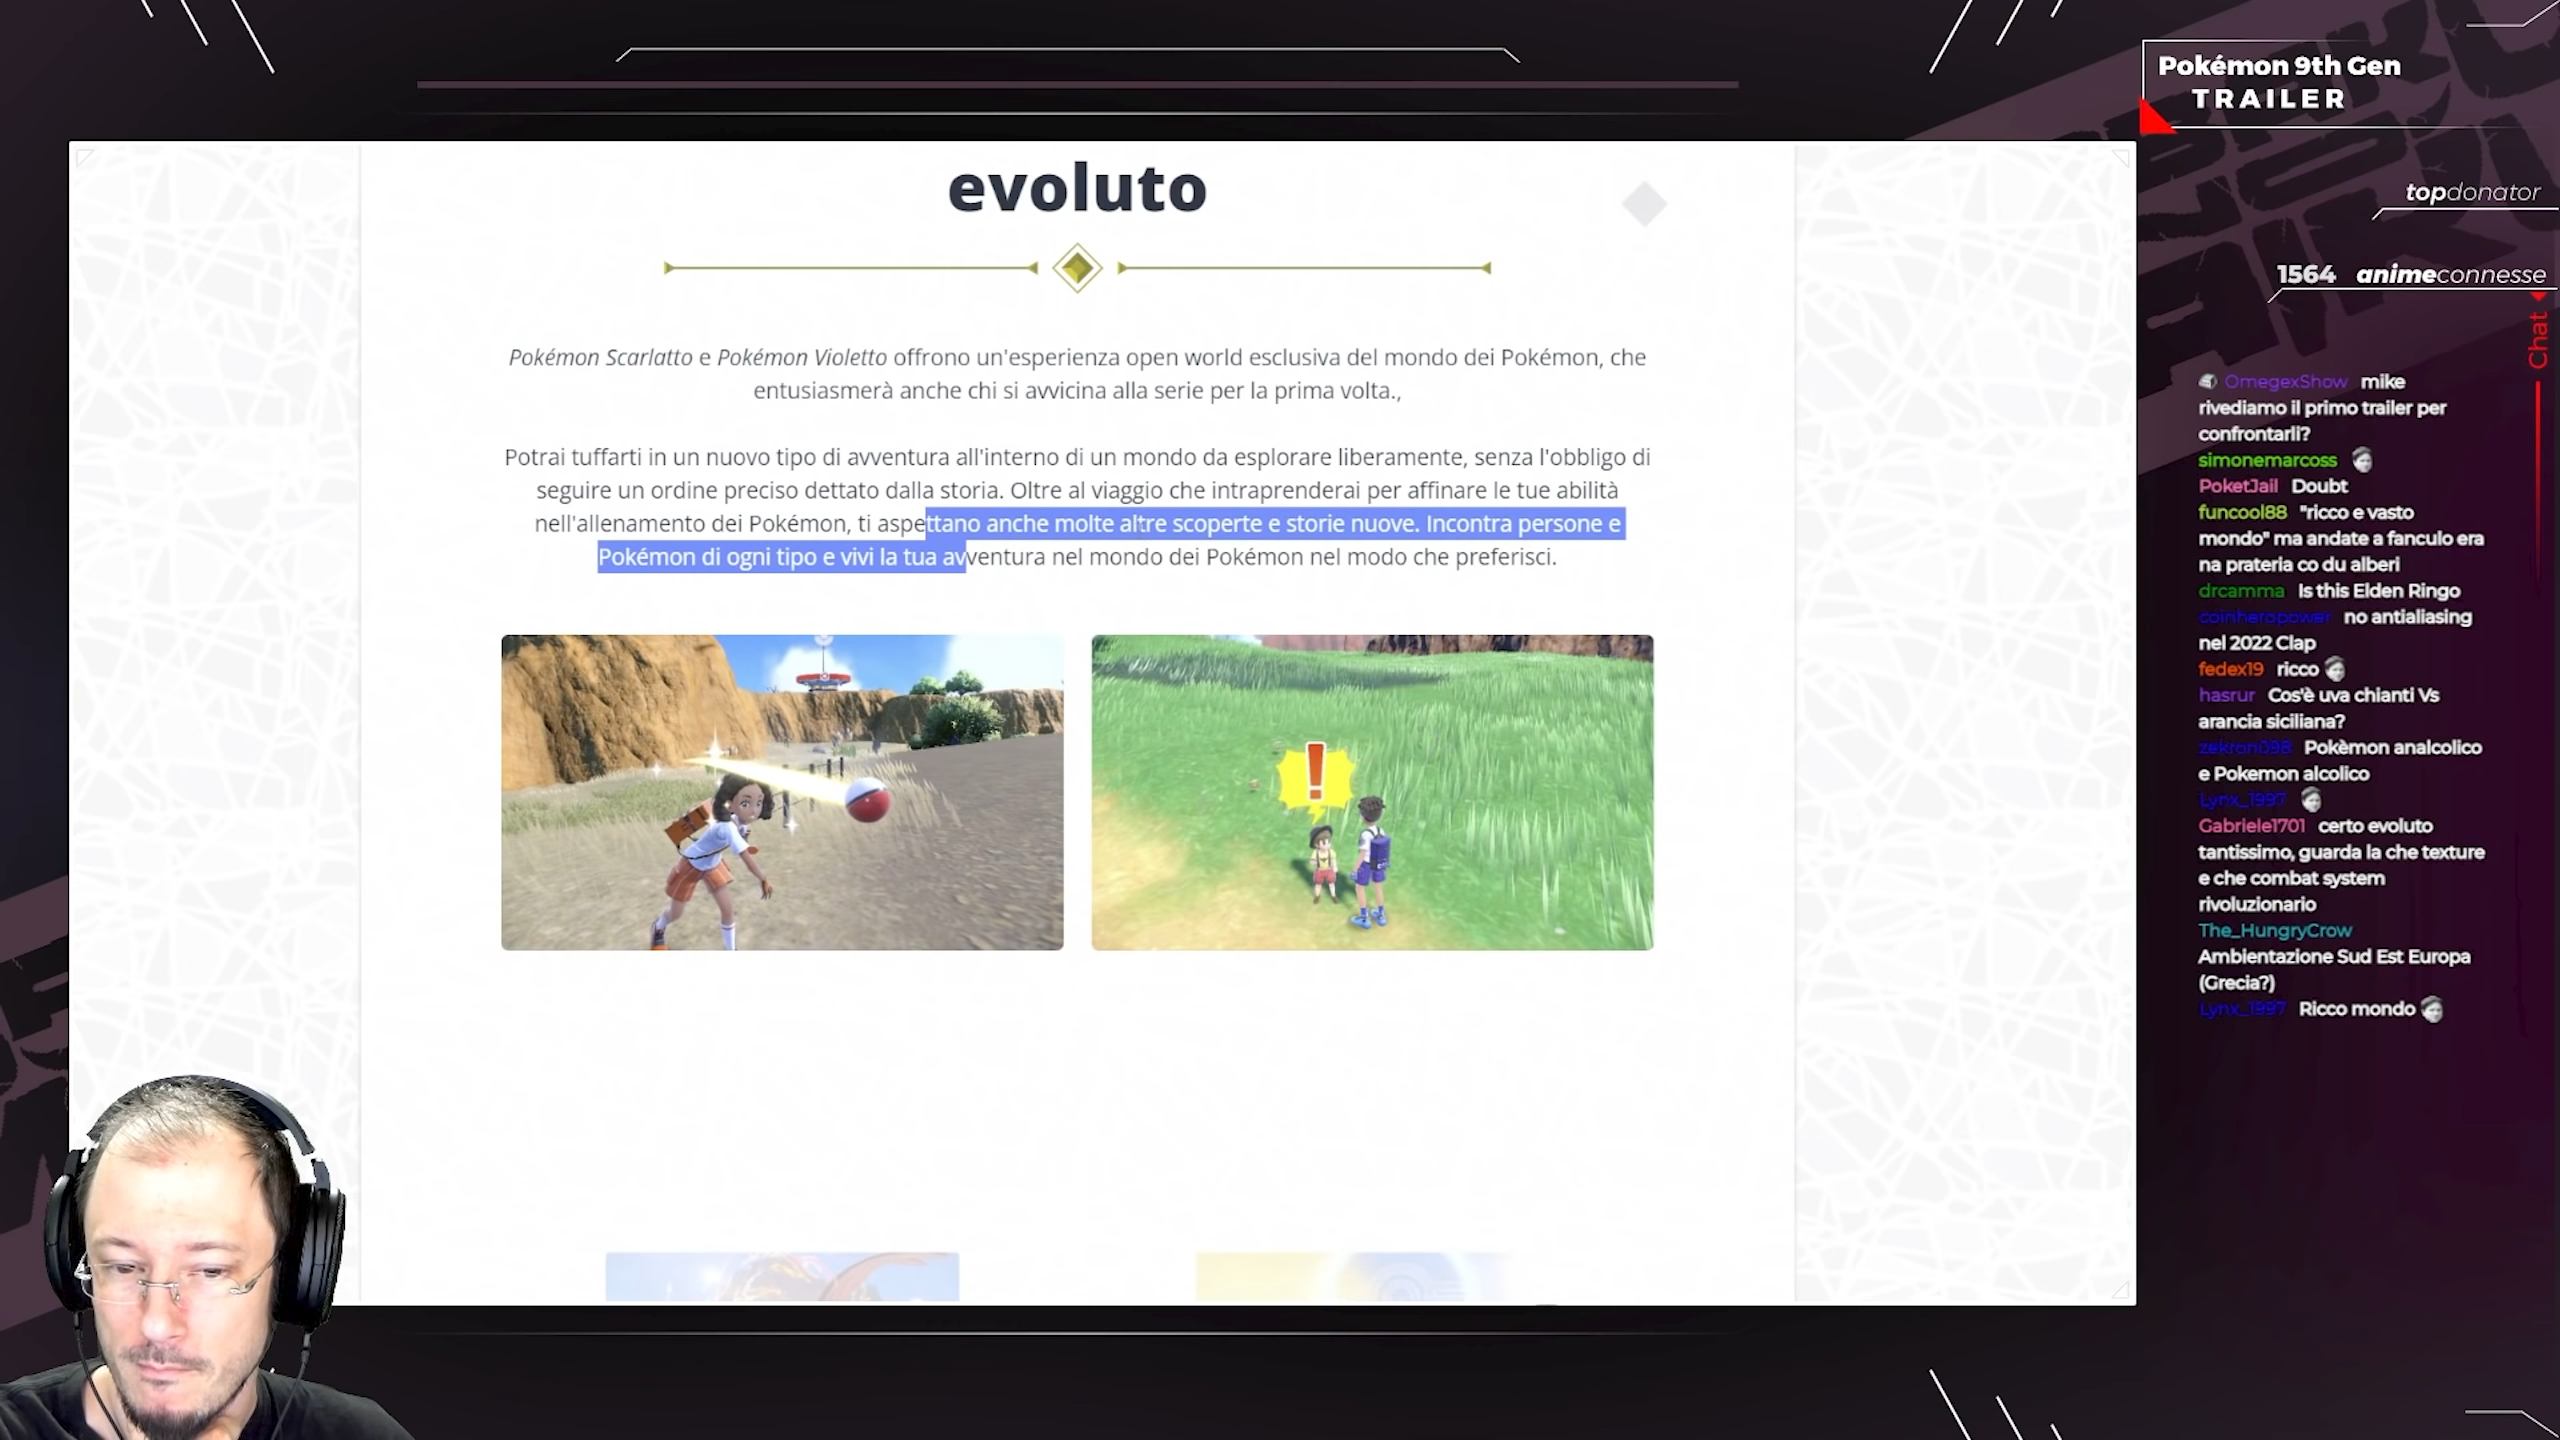 Pokémon 9th Gen
TRAILER
topdonator
1564 animeconnesse
Chat
evoluto
Pokémon Scarlatto e Pokémon Violetto offrono un'esperienza open world esclusiva del mondo dei Pokémon, che
entusiasmerà anche chi si avvicina alla serie per la prima volta.,
Potrai tuffarti in un nuovo tipo di avventura all'interno di un mondo da esplorare liberamente, senza l'obbligo di
seguire un ordine preciso dettato dalla storia. Oltre al viaggio che intraprenderai per affinare le tue abilità
nell'allenamento dei Pokémon, ti aspettano anche molte altre scoperte e storie nuove. Incontra persone e
Pokémon di ogni tipo e vivi la tua avventura nel mondo dei Pokémon nel modo che preferisci.
!
OmegexShow mike
rivediamo il primo trailer per
confrontarli?
simonemarcoss
PoketJail Doubt
funcool88 "ricco e vasto
mondo" ma andate a fanculo era
na prateria co du alberi
drcamma Is this Elden Ringo
coinheropower no antialiasing
nel 2022 Clap
fedex19 ricco
hasrur Cos'è uva chianti Vs
arancia siciliana?
zekron098 Pokèmon analcolico
e Pokemon alcolico
Lynx_1997
Gabriele1701 certo evoluto
tantissimo, guarda la che texture
e che combat system
rivoluzionario
The_HungryCrow
Ambientazione Sud Est Europa
(Grecia?)
Lynx_1997 Ricco mondo